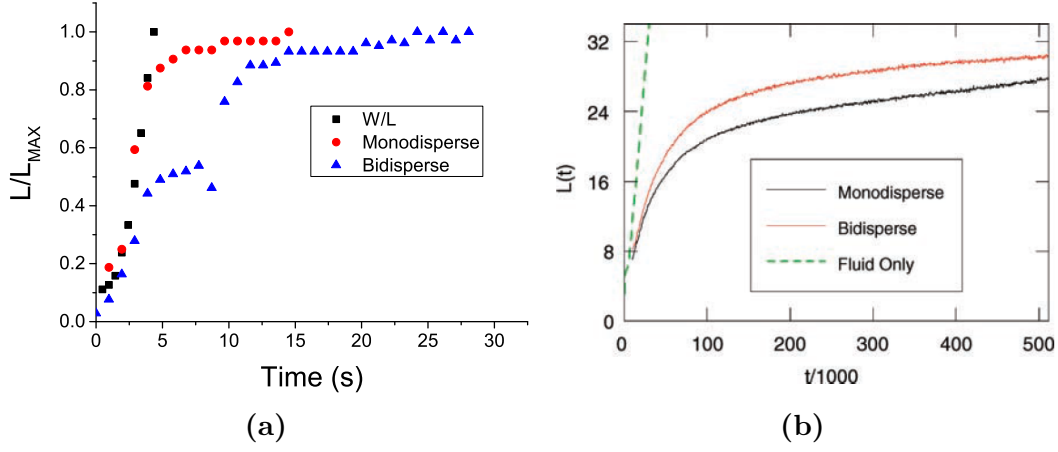 1.0
0.8
0.6
0.4
0.2
0.0
L/L_MAX
W/L
Monodisperse
Bidisperse
0 5 10 15 20 25 30
Time (s)
(a)
32
24
16
8
0
L(t)
Monodisperse
Bidisperse
Fluid Only
0 100 200 300 400 500
t/1000
(b)